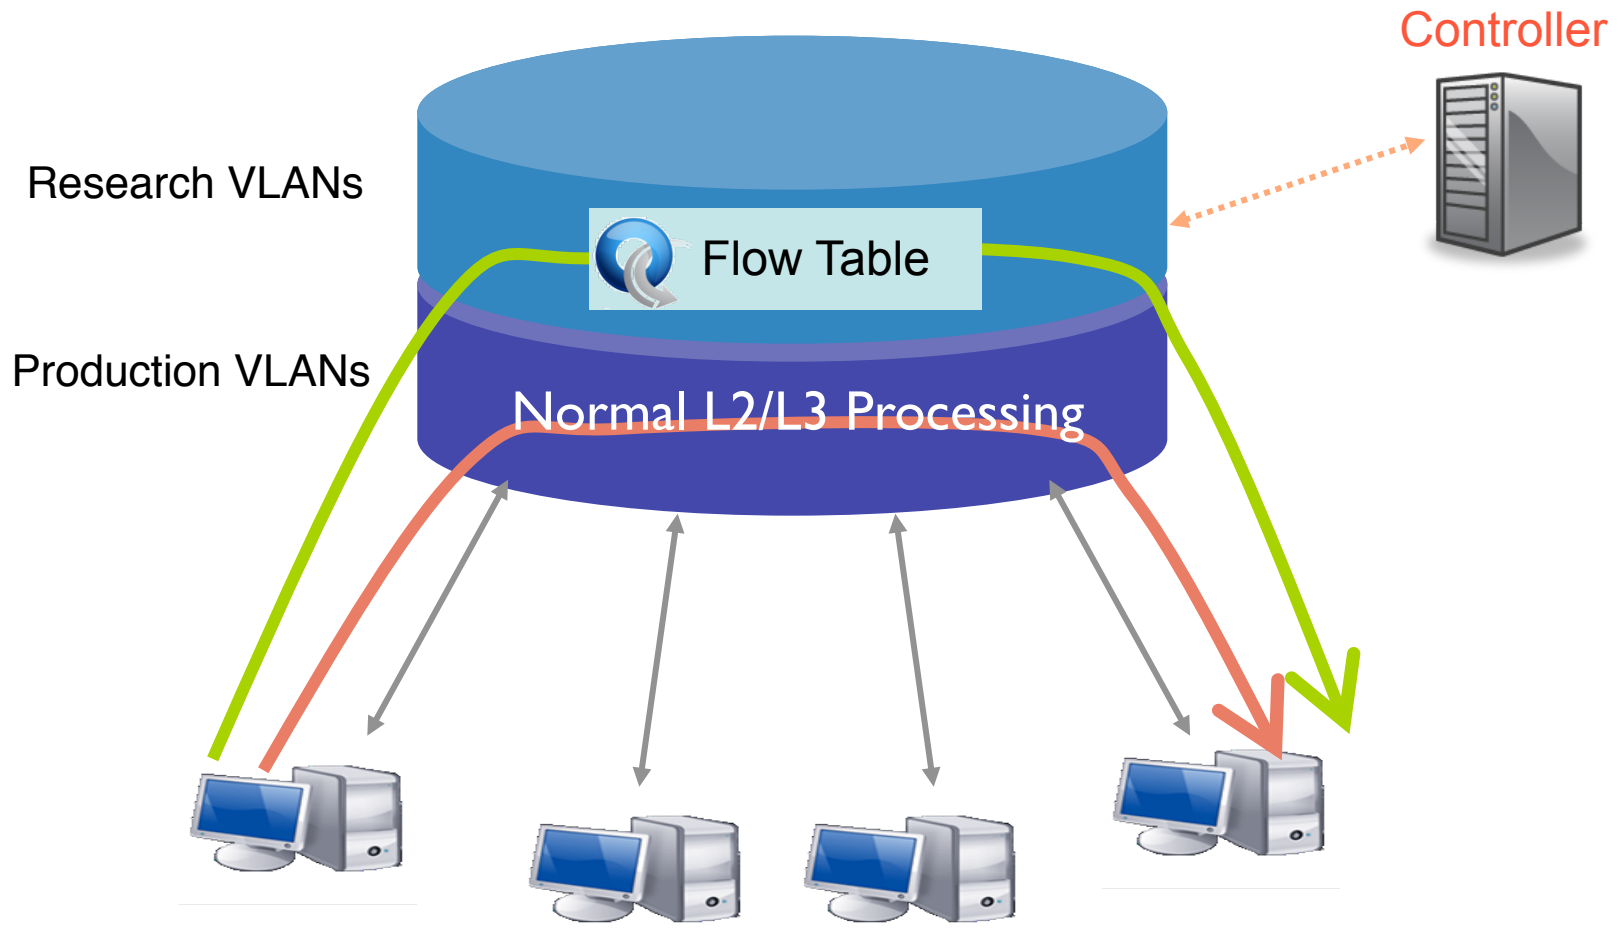 Controller
Research VLANs
Flow Table
Production VLANs
Normal L2/L3 Processing